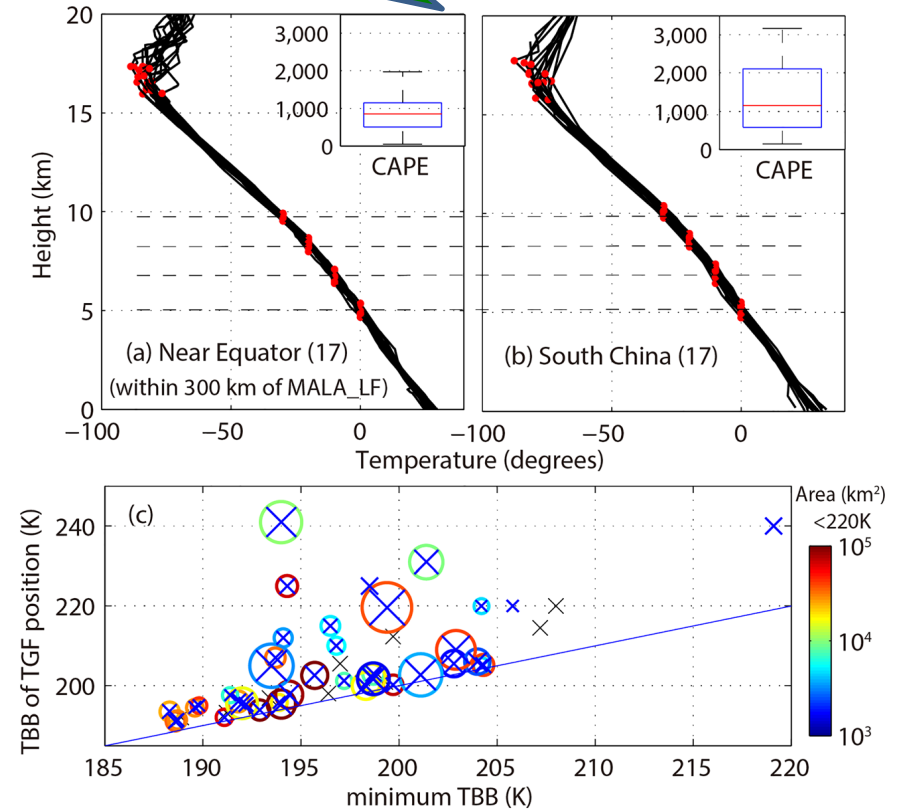 20
15
10
5
0
Height (km)
3,000
2,000
1,000
0
CAPE
(a) Near Equator (17)
(within 300 km of MALA_LF)
−100
−50
0
3,000
2,000
1,000
0
CAPE
(b) South China (17)
−100
−50
0
Temperature (degrees)
(c)
240
220
200
TBB of TGF position (K)
185
190
195
200
205
210
215
220
minimum TBB (K)
Area (km²)
<220K
10⁵
10⁴
10³